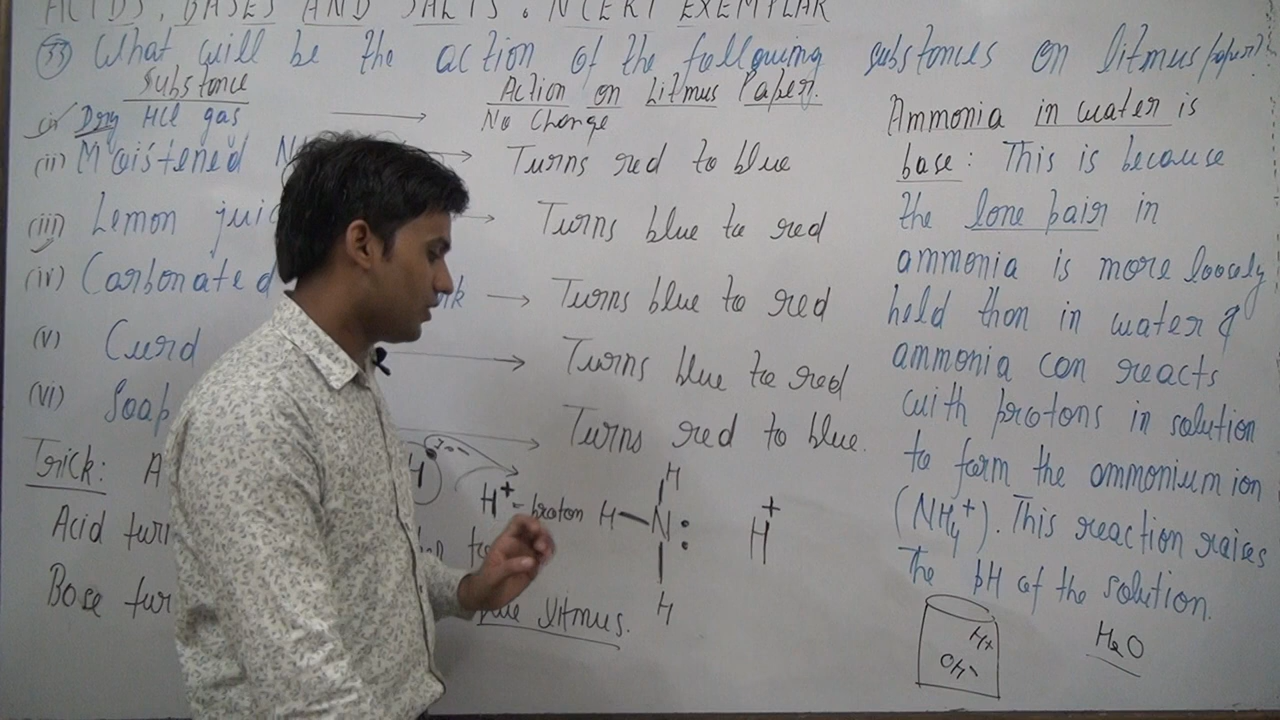 ACIDS, BASES AND SALTS . NCERT EXEMPLAR
33 What will be the action of the following substances on litmus paper?
Substance
Action on Litmus Paper.
(i) Dry HCl gas → No Change
(ii) Moistened → Turns red to blue
(iii) Lemon → Turns blue to red
(iv) Carbonated → Turns blue to red
(v) Curd → Turns blue to red
(vi) Soap → Turns red to blue.
Trick: A
Acid
Base
blue litmus.
H
H+ = proton
H
H N :
H
H+
Ammonia in water is
base: This is because
the lone pair in
ammonia is more loosely
held than in water &
ammonia can reacts
with protons in solution
to form the ammonium ion
(NH4+). This reaction raises
the pH of the solution.
H+
OH-
H2O